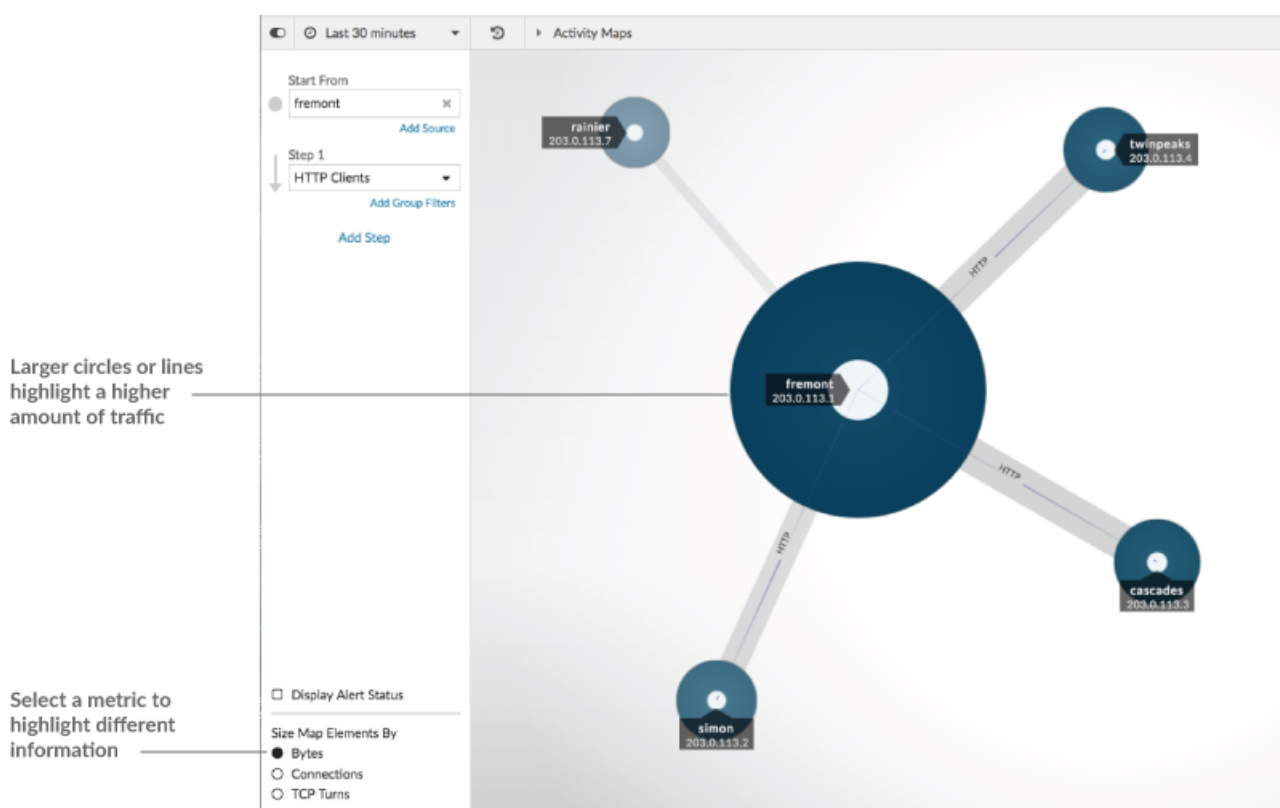 Last 30 minutes
Activity Maps
Start From
fremont
Add Source
Step 1
HTTP Clients
Add Group Filters
Add Step
rainier
203.0.113.7
twinpeaks
203.0.113.4
HTTP
Larger circles or lines
highlight a higher
amount of traffic
fremont
203.0.113.1
HTTP
HTTP
cascades
203.0.113.3
simon
203.0.113.2
Select a metric to
highlight different
information
Display Alert Status
Size Map Elements By
Bytes
Connections
TCP Turns